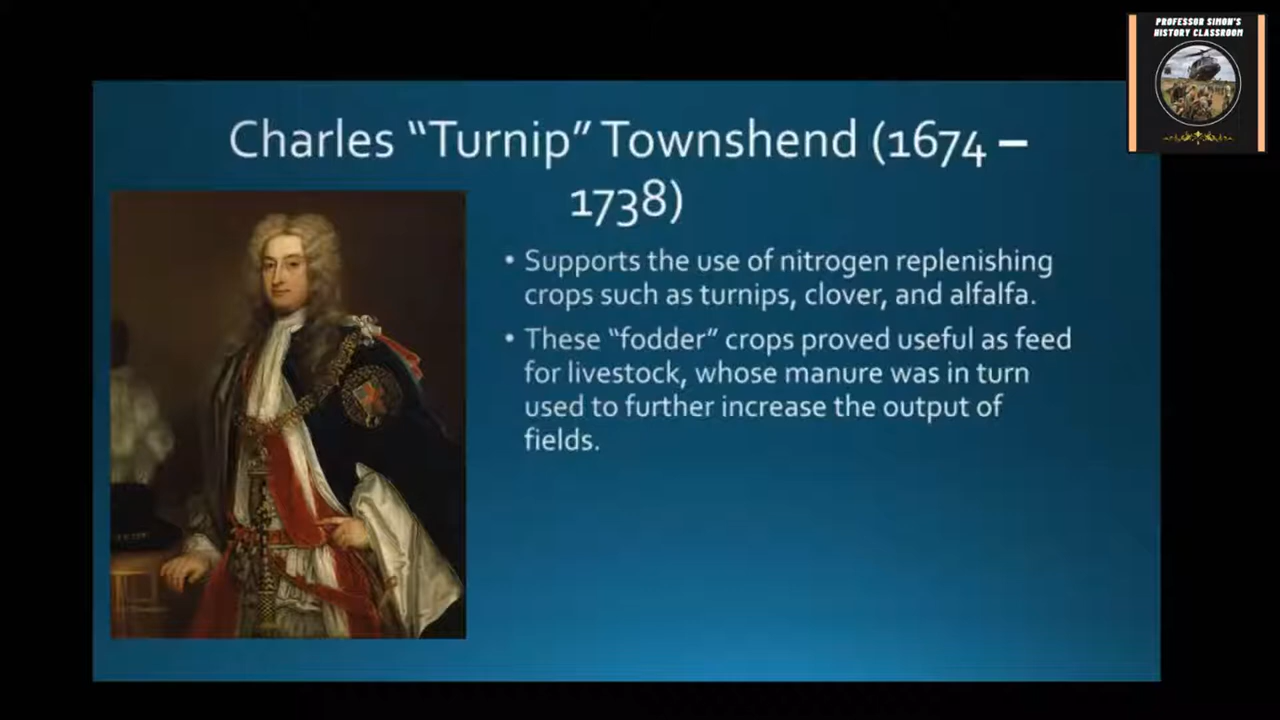 PROFESSOR SIMON'S
HISTORY CLASSROOM
Charles “Turnip” Townshend (1674 –
1738)
• Supports the use of nitrogen replenishing
crops such as turnips, clover, and alfalfa.
• These “fodder” crops proved useful as feed
for livestock, whose manure was in turn
used to further increase the output of
fields.